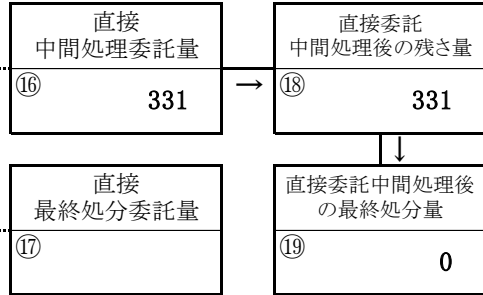 直接
中間処理委託量
⑯
331
→
直接委託
中間処理後の残さ量
⑱
331
↓
直接
最終処分委託量
⑰
直接委託中間処理後
の最終処分量
⑲
0